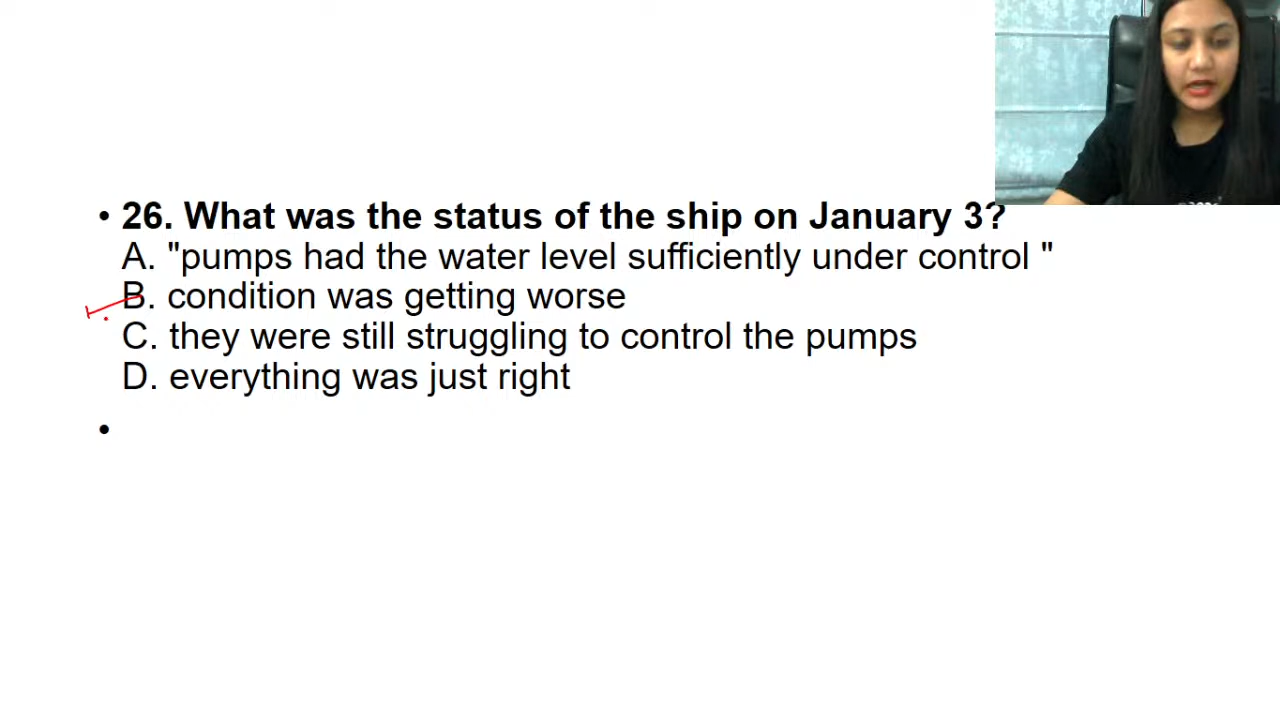 • 26. What was the status of the ship on January 3?
A. "pumps had the water level sufficiently under control "
B. condition was getting worse
C. they were still struggling to control the pumps
D. everything was just right
•